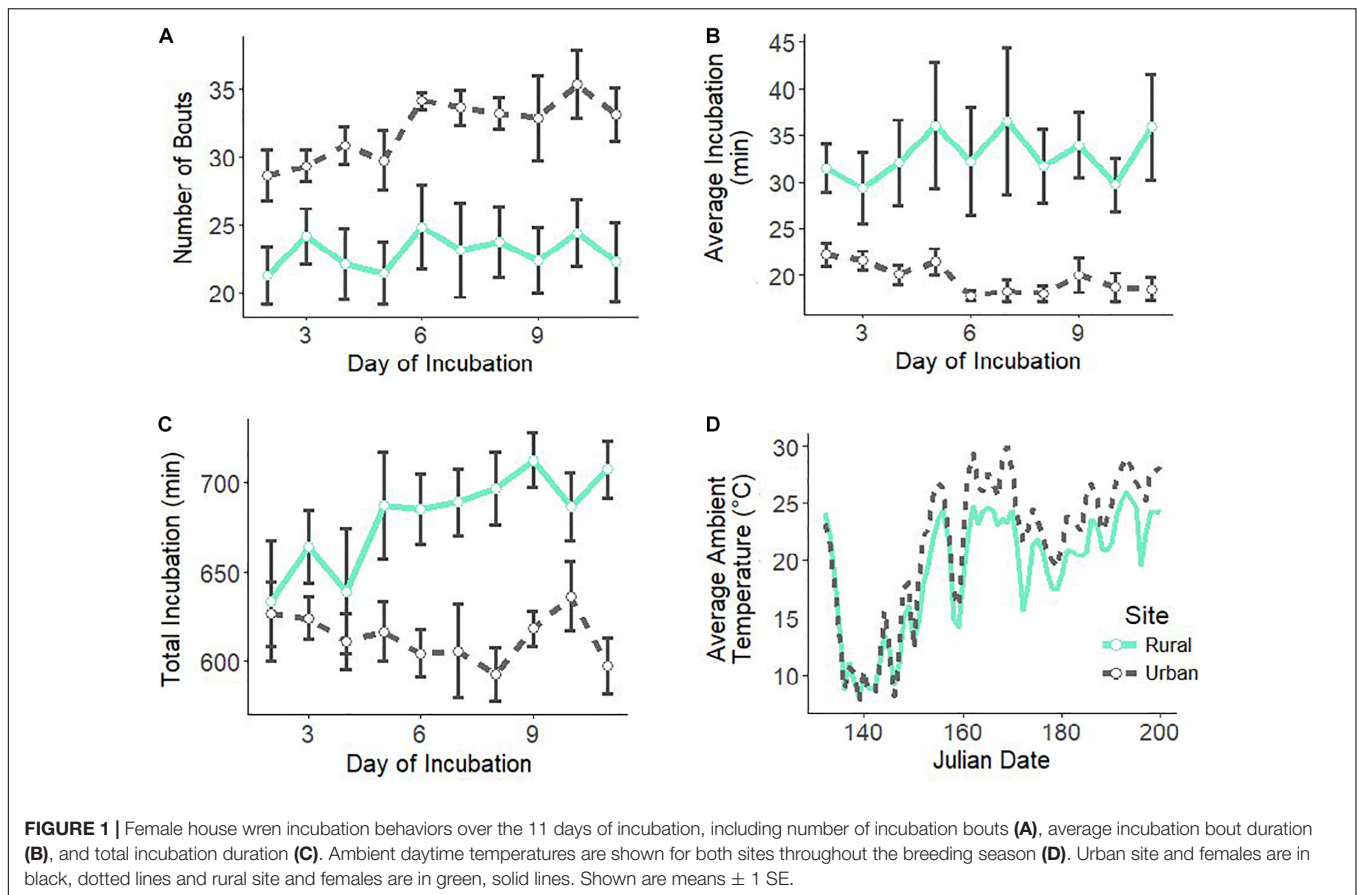 A
Number of Bouts
35
30
25
20
3
6
9
Day of Incubation
B
Average Incubation
(min)
45
40
35
30
25
20
3
6
9
Day of Incubation
C
Total Incubation (min)
700
650
600
3
6
9
Day of Incubation
D
Average Ambient
Temperature (°C)
30
25
20
15
10
140
160
180
200
Julian Date
Site
Rural
Urban
FIGURE 1 | Female house wren incubation behaviors over the 11 days of incubation, including number of incubation bouts (A), average incubation bout duration
(B), and total incubation duration (C). Ambient daytime temperatures are shown for both sites throughout the breeding season (D). Urban site and females are in
black, dotted lines and rural site and females are in green, solid lines. Shown are means ± 1 SE.